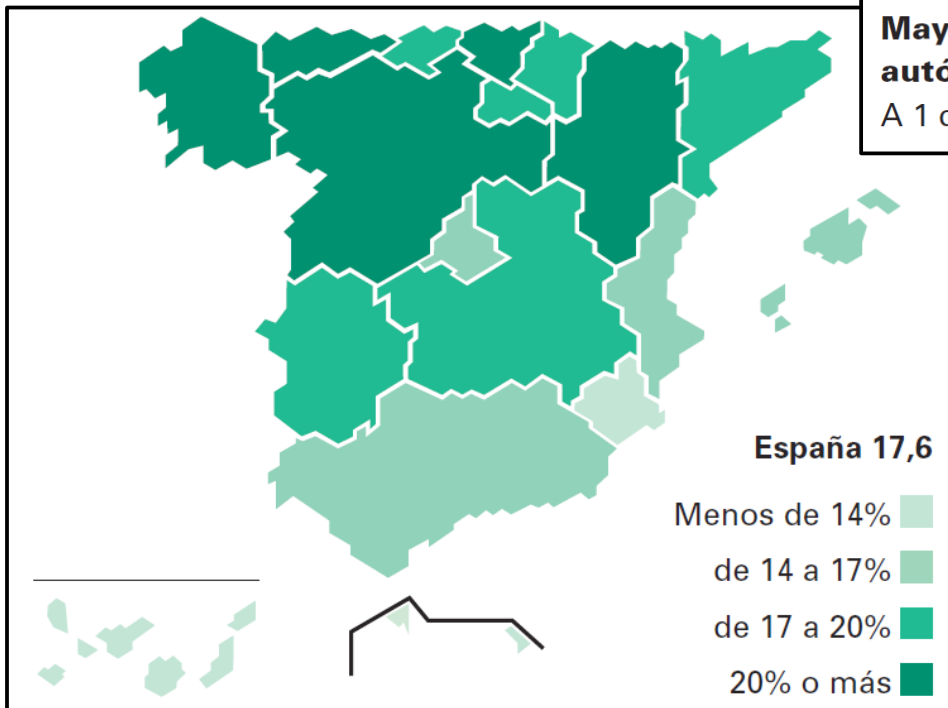 May
autó
A 1 d
España 17,6
Menos de 14%
de 14 a 17%
de 17 a 20%
20% o más